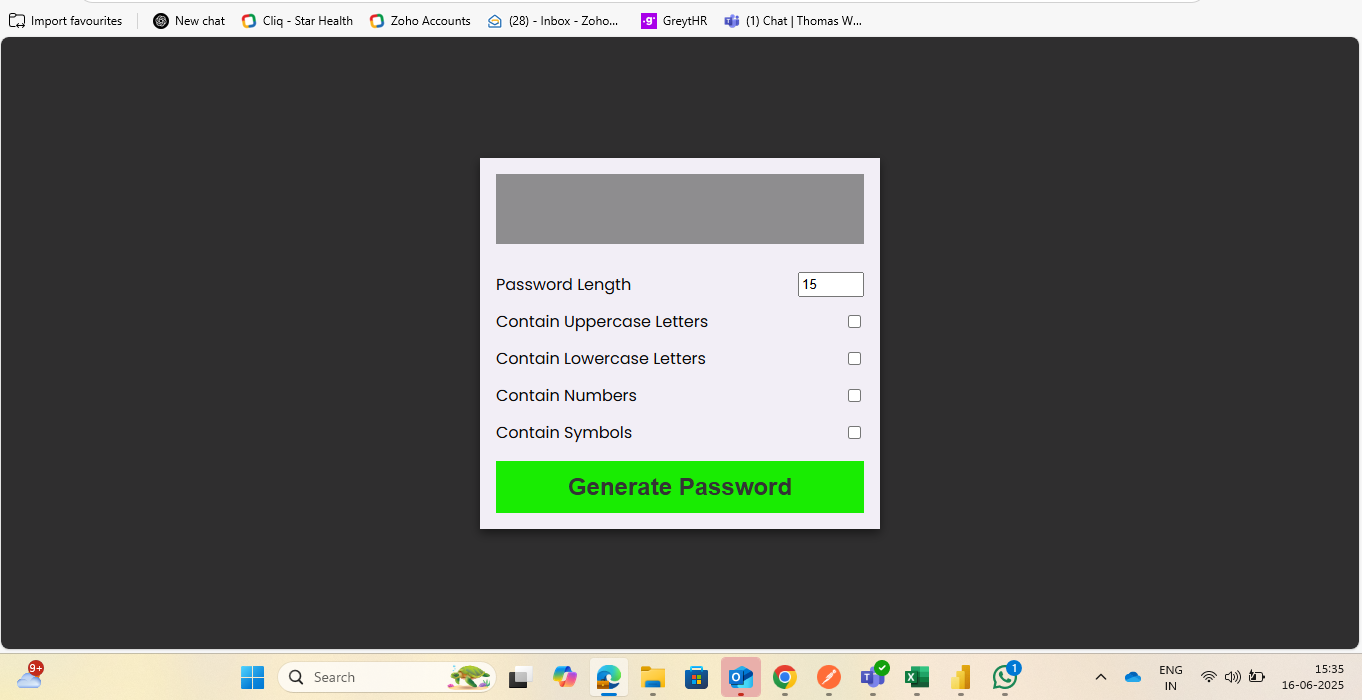 Import favourites New chat Cliq - Star Health Zoho Accounts (28) - Inbox - Zoho... GreytHR (1) Chat | Thomas W...
Password Length 15
Contain Uppercase Letters
Contain Lowercase Letters
Contain Numbers
Contain Symbols
Generate Password
9+ Search 1 ENG IN 15:35
16-06-2025